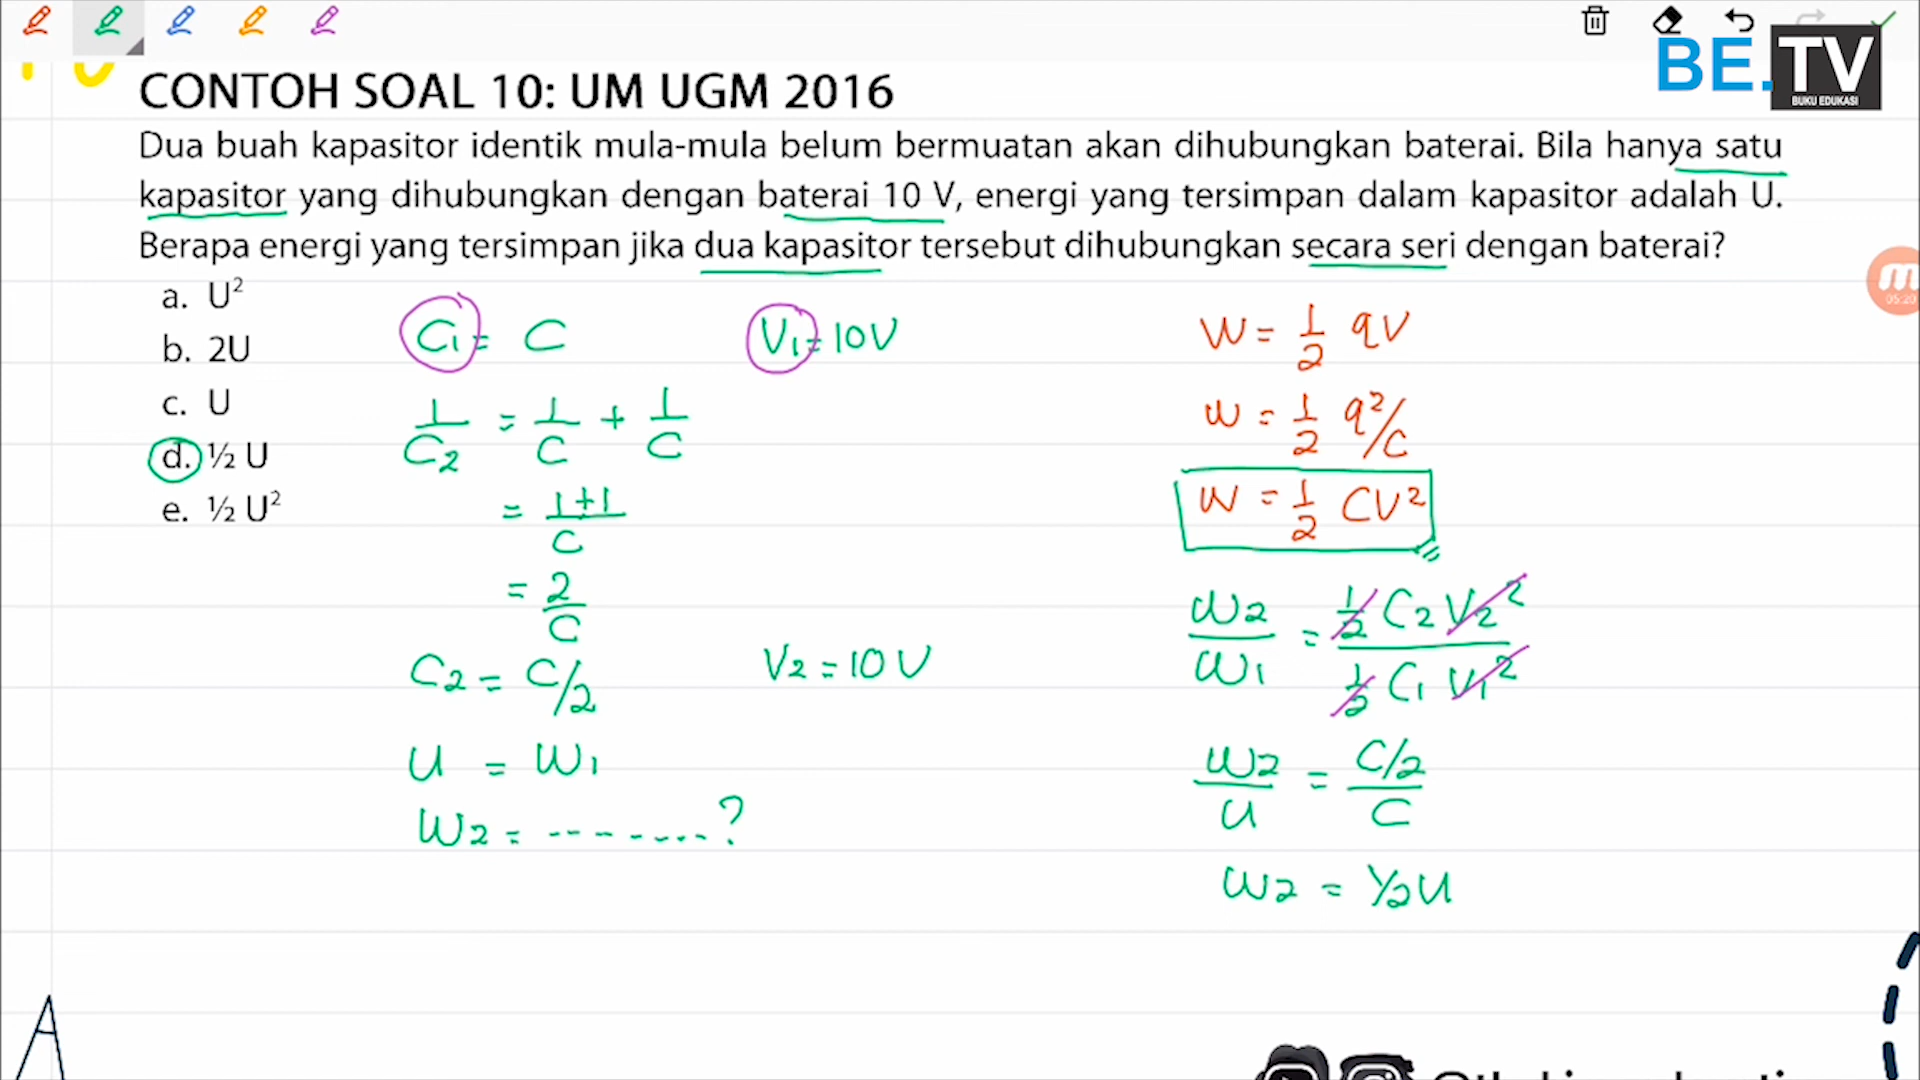 BE.TV
BUKU EDUKASI
CONTOH SOAL 10: UM UGM 2016
Dua buah kapasitor identik mula-mula belum bermuatan akan dihubungkan baterai. Bila hanya satu
kapasitor yang dihubungkan dengan baterai 10 V, energi yang tersimpan dalam kapasitor adalah U.
Berapa energi yang tersimpan jika dua kapasitor tersebut dihubungkan secara seri dengan baterai?
a. U²
b. 2U
c. U
d. ½ U
e. ½ U²
C₁ = C
V₁ = 10V
1/C₂ = 1/C + 1/C
= (1+1)/C
= 2/C
C₂ = C/2
V₂ = 10V
U = W₁
W₂ = -------- ?
W = 1/2 qV
W = 1/2 q²/C
W = 1/2 CV²
W₂/W₁ = 1/2 C₂ V₂² / 1/2 C₁ V₁²
W₂/U = C/2 / C
W₂ = 1/2 U
A
05:20